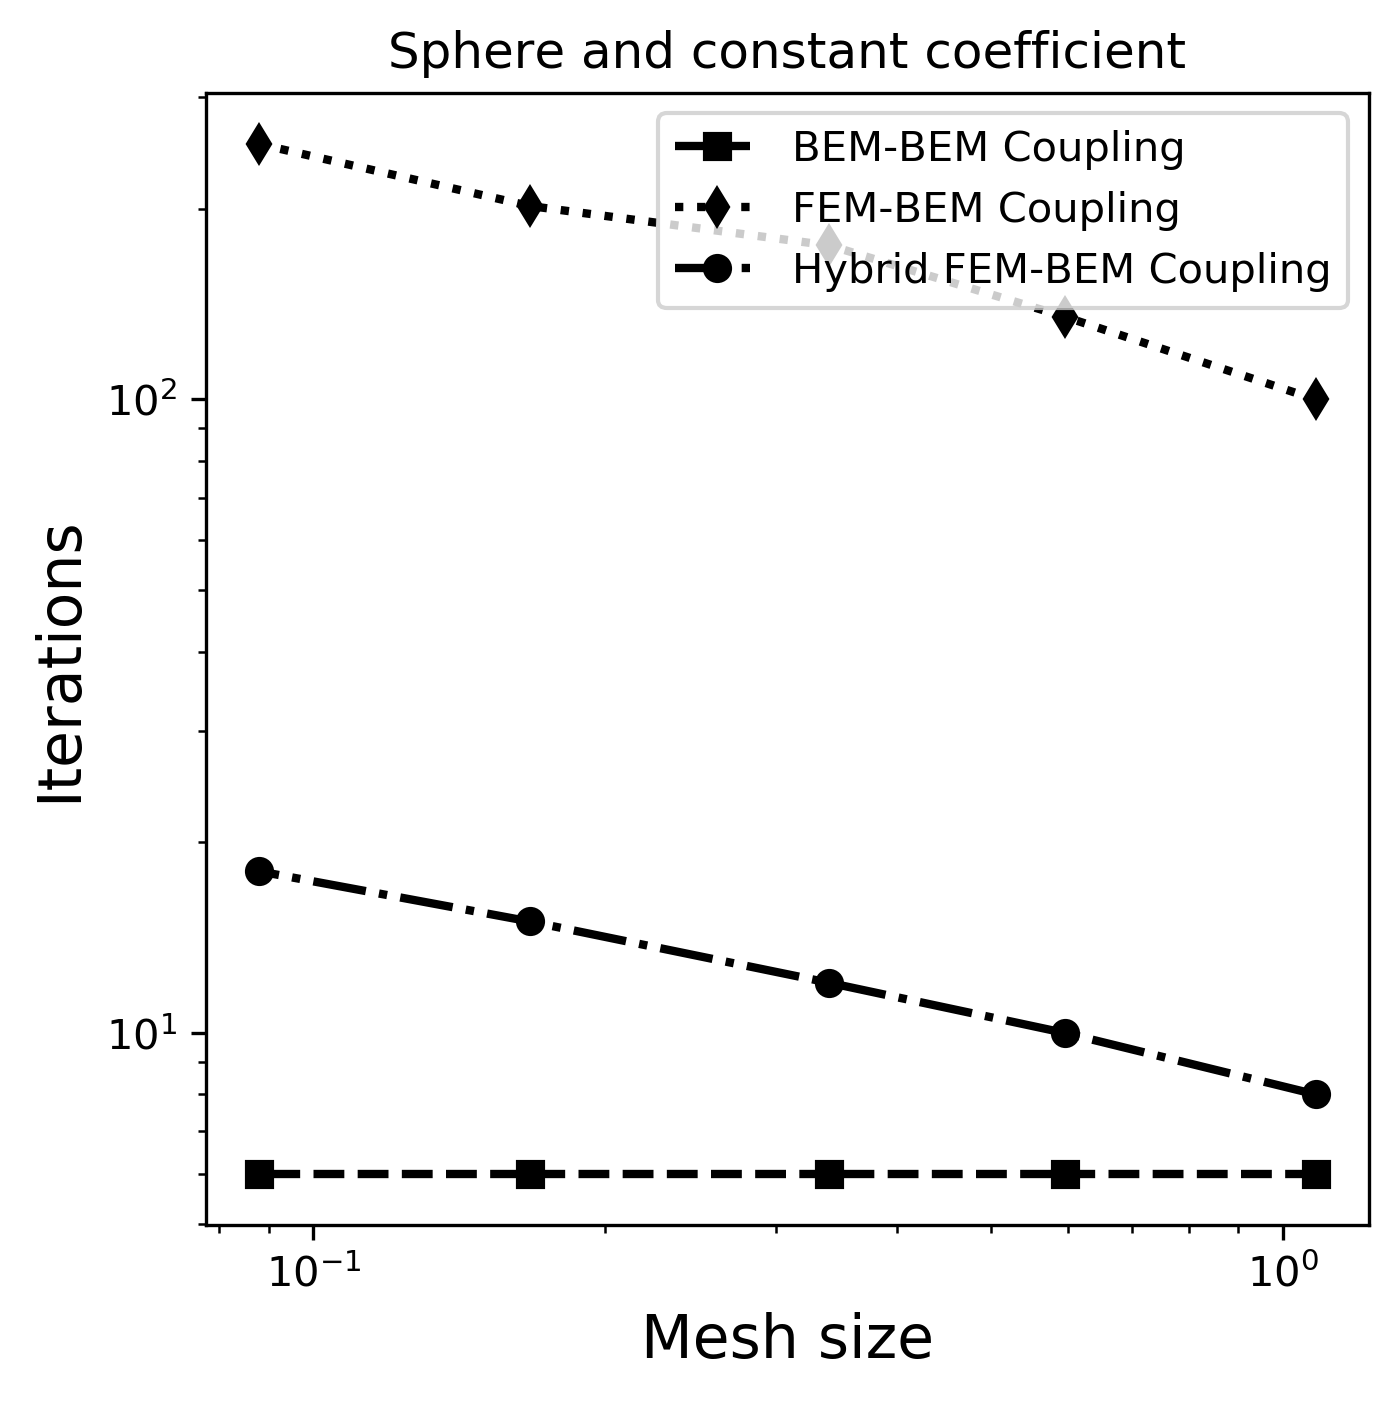 Sphere and constant coefficient
BEM-BEM Coupling
FEM-BEM Coupling
Hybrid FEM-BEM Coupling
Iterations
10²
10¹
10⁻¹
10⁰
Mesh size